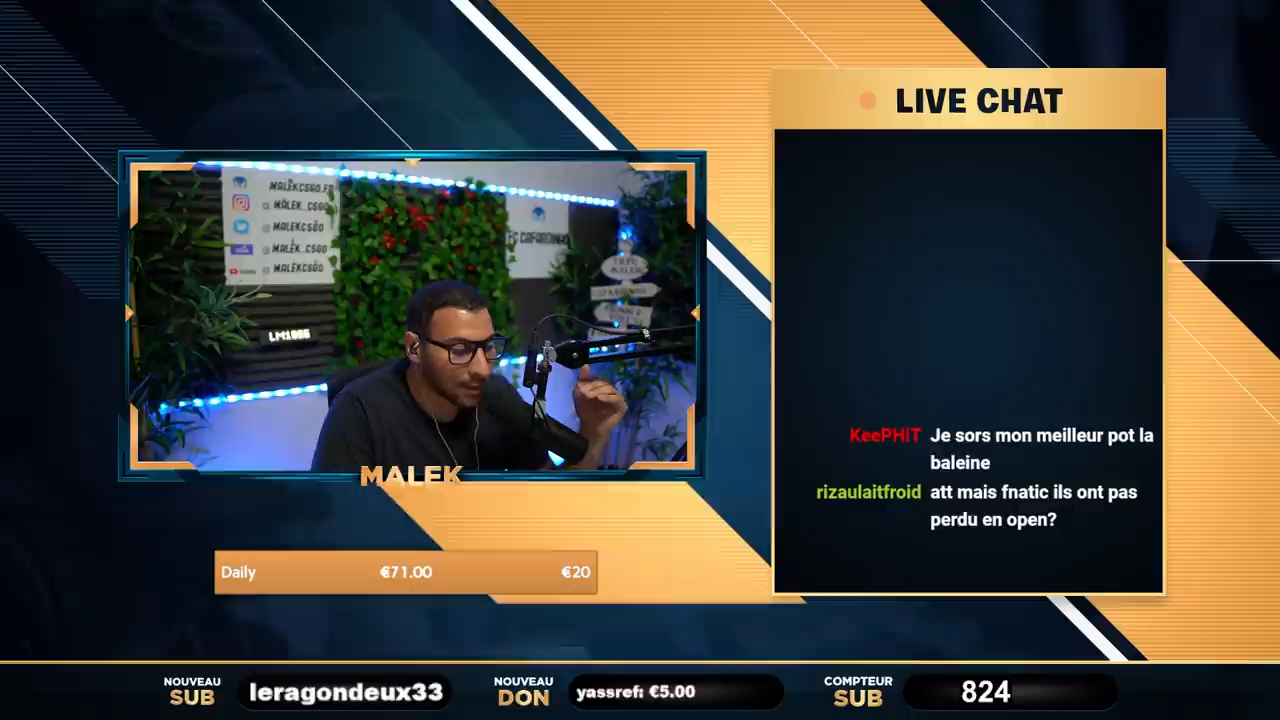 LIVE CHAT
MALËKCSGO.FR
@ MALEK_CSGO
@ MALEKCSGO
@ MALEK_CSGO
@ MALEKCSGO
LM1886
MALEK
KeePHiT Je sors mon meilleur pot la
baleine
rizaulaitfroid att mais fnatic ils ont pas
perdu en open?
Daily €71.00 €20
NOUVEAU
SUB
leragondeux33
NOUVEAU
DON
yassref: €5.00
COMPTEUR
SUB
824